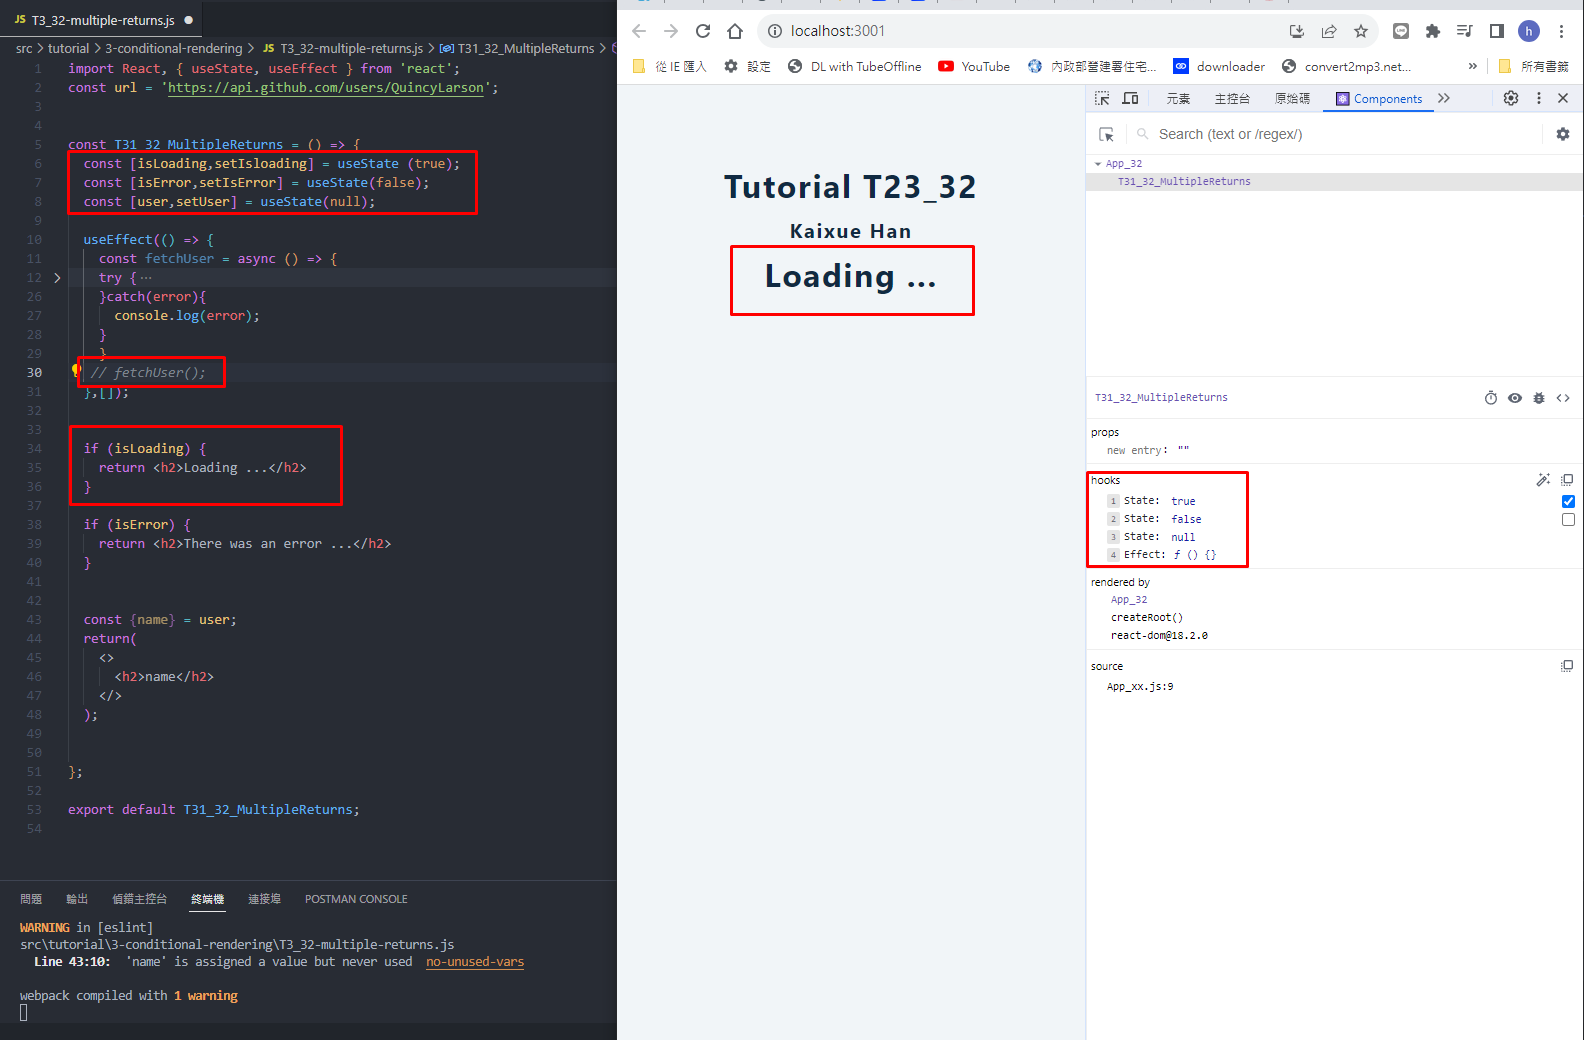 JS T3_32-multiple-returns.js ●
src > tutorial > 3-conditional-rendering > JS T3_32-multiple-returns.js > T31_32_MultipleReturns >
1 import React, { useState, useEffect } from 'react';
2 const url = 'https://api.github.com/users/QuincyLarson';
3
4
5 const T31_32_MultipleReturns = () => {
6 const [isLoading,setIsloading] = useState (true);
7 const [isError,setIsError] = useState(false);
8 const [user,setUser] = useState(null);
9
10 useEffect(() => {
11 const fetchUser = async () => {
12 try { ⋯
26 }catch(error){
27 console.log(error);
28 }
29 }
30 // fetchUser();
31 },[]);
32
33
34 if (isLoading) {
35 return <h2>Loading ...</h2>
36 }
37
38 if (isError) {
39 return <h2>There was an error ...</h2>
40 }
41
42
43 const {name} = user;
44 return(
45 <>
46 <h2>name</h2>
47 </>
48 );
49
50
51 };
52
53 export default T31_32_MultipleReturns;
54
問題 輸出 偵錯主控台 終端機 連接埠 POSTMAN CONSOLE
WARNING in [eslint]
src\tutorial\3-conditional-rendering\T3_32-multiple-returns.js
Line 43:10: 'name' is assigned a value but never used no-unused-vars
webpack compiled with 1 warning
localhost:3001
h
從 IE 匯入 設定 DL with TubeOffline YouTube 內政部營建署住宅... downloader convert2mp3.net... » 所有書籤
Tutorial T23_32
Kaixue Han
Loading ...
元素 主控台 原始碼 Components
Search (text or /regex/)
App_32
T31_32_MultipleReturns
T31_32_MultipleReturns
props
new entry: ""
hooks
1 State: true
2 State: false
3 State: null
4 Effect: ƒ () {}
rendered by
App_32
createRoot()
react-dom@18.2.0
source
App_xx.js:9